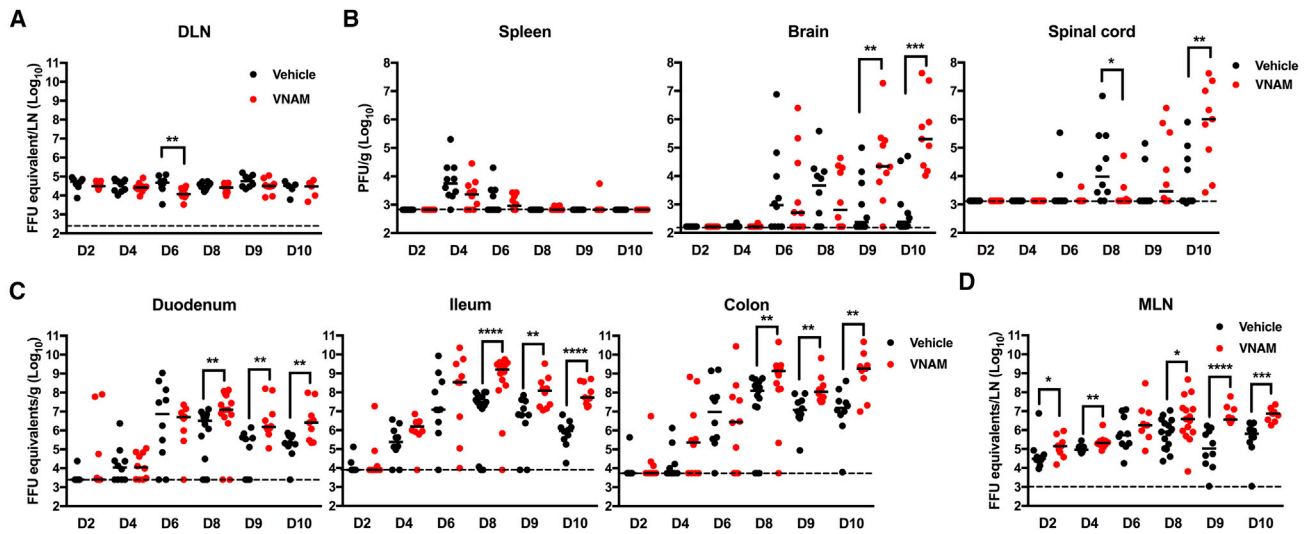 A
DLN
FFU equivalent/LN (Log10)
11
10
9
8
7
6
5
4
3
2
**
Vehicle
VNAM
D2 D4 D6 D8 D9 D10
B
Spleen
PFU/g (Log10)
8
7
6
5
4
3
2
D2 D4 D6 D8 D9 D10
Brain
8
7
6
5
4
3
2
** ***
D2 D4 D6 D8 D9 D10
Spinal cord
8
7
6
5
4
3
2
* **
Vehicle
VNAM
D2 D4 D6 D8 D9 D10
C
Duodenum
FFU equivalents/g (Log10)
11
10
9
8
7
6
5
4
3
2
** ** **
D2 D4 D6 D8 D9 D10
Ileum
11
10
9
8
7
6
5
4
3
2
**** ** ****
D2 D4 D6 D8 D9 D10
Colon
11
10
9
8
7
6
5
4
3
2
** ** **
Vehicle
VNAM
D2 D4 D6 D8 D9 D10
D
MLN
FFU equivalents/LN (Log10)
11
10
9
8
7
6
5
4
3
2
* ** * **** ***
Vehicle
VNAM
D2 D4 D6 D8 D9 D10